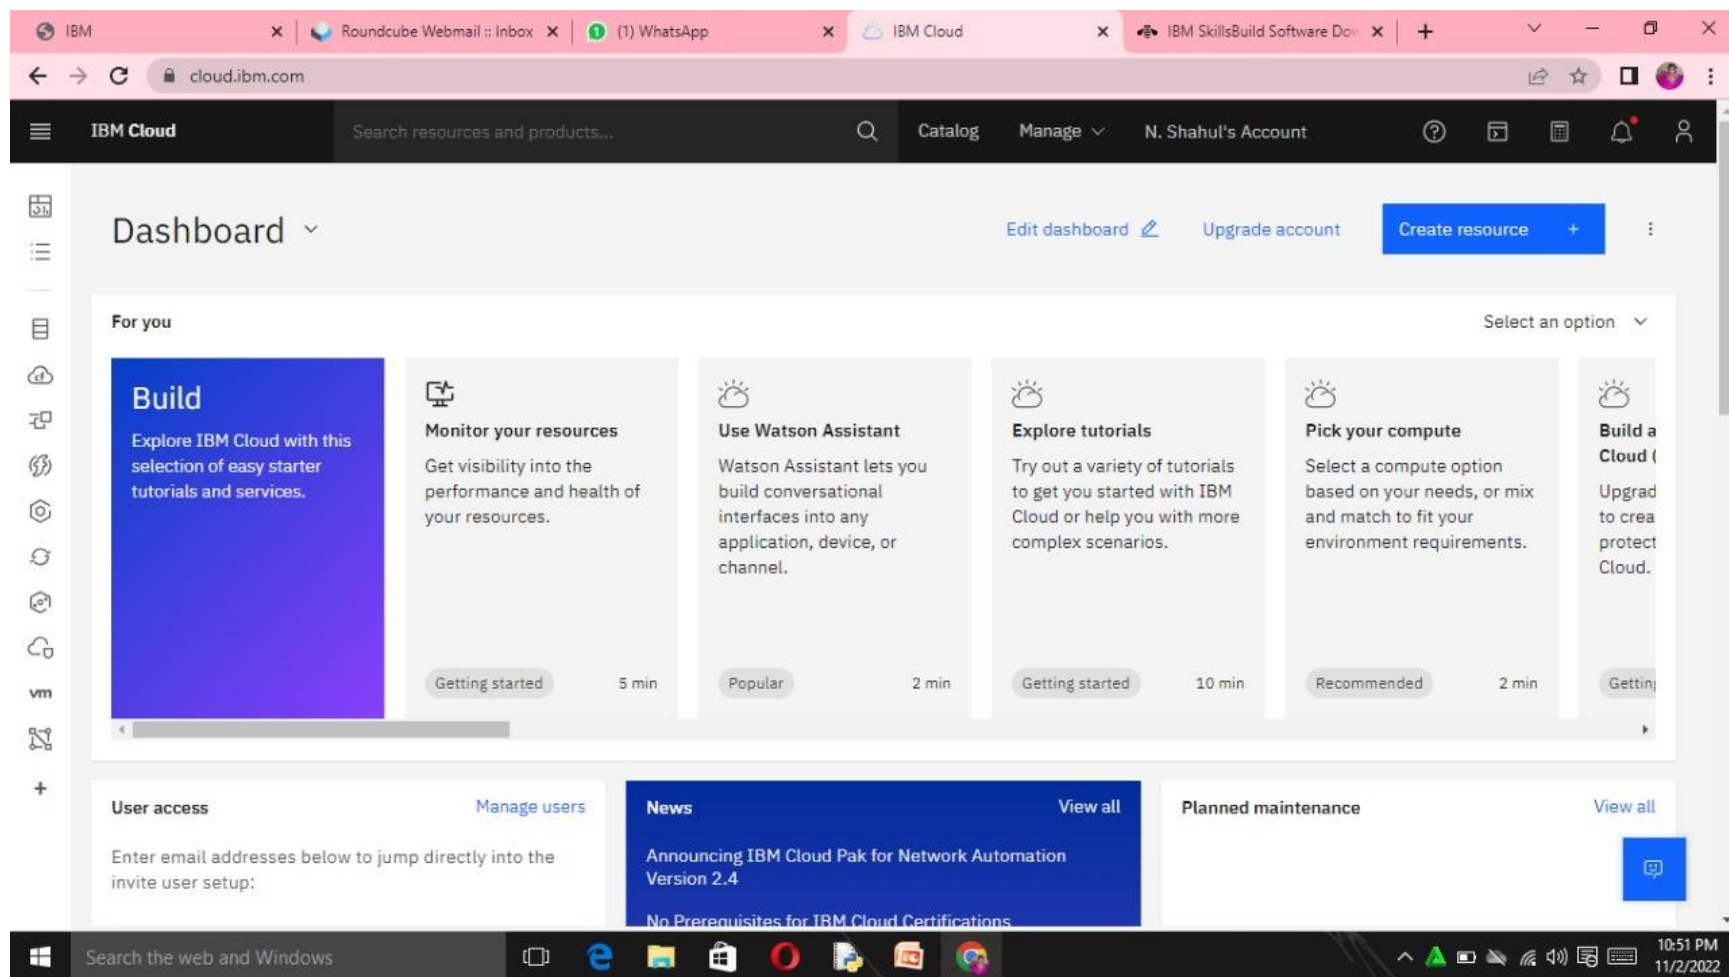 IBM
Roundcube Webmail :: Inbox
(1) WhatsApp
IBM Cloud
IBM SkillsBuild Software Dow
cloud.ibm.com
IBM Cloud
Search resources and products...
Catalog
Manage
N. Shahul's Account
Dashboard
Edit dashboard
Upgrade account
Create resource +
For you
Select an option
Build
Explore IBM Cloud with this
selection of easy starter
tutorials and services.
Monitor your resources
Get visibility into the
performance and health of
your resources.
Getting started
5 min
Use Watson Assistant
Watson Assistant lets you
build conversational
interfaces into any
application, device, or
channel.
Popular
2 min
Explore tutorials
Try out a variety of tutorials
to get you started with IBM
Cloud or help you with more
complex scenarios.
Getting started
10 min
Pick your compute
Select a compute option
based on your needs, or mix
and match to fit your
environment requirements.
Recommended
2 min
Build a
Cloud (
Upgrad
to crea
protect
Cloud.
Getting
vm
User access
Manage users
Enter email addresses below to jump directly into the
invite user setup:
News
View all
Announcing IBM Cloud Pak for Network Automation
Version 2.4
No Prerequisites for IBM Cloud Certifications
Planned maintenance
View all
Search the web and Windows
10:51 PM
11/2/2022